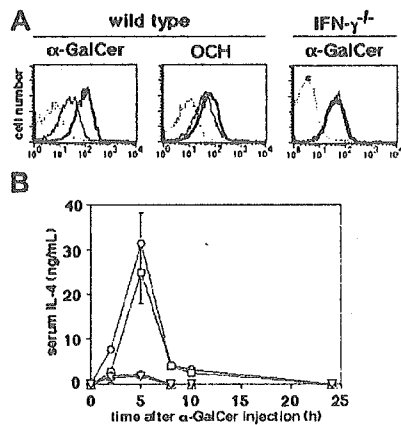 A
wild type
IFN-γ-/-
α-GalCer
OCH
α-GalCer
cell number
10⁰ 10¹ 10² 10³ 10⁴
10⁰ 10¹ 10² 10³ 10⁴
10⁰ 10¹ 10² 10³ 10⁴
B
serum IL-4 (ng/mL)
40
30
20
10
0
0 5 10 15 20 25
time after α-GalCer injection (h)